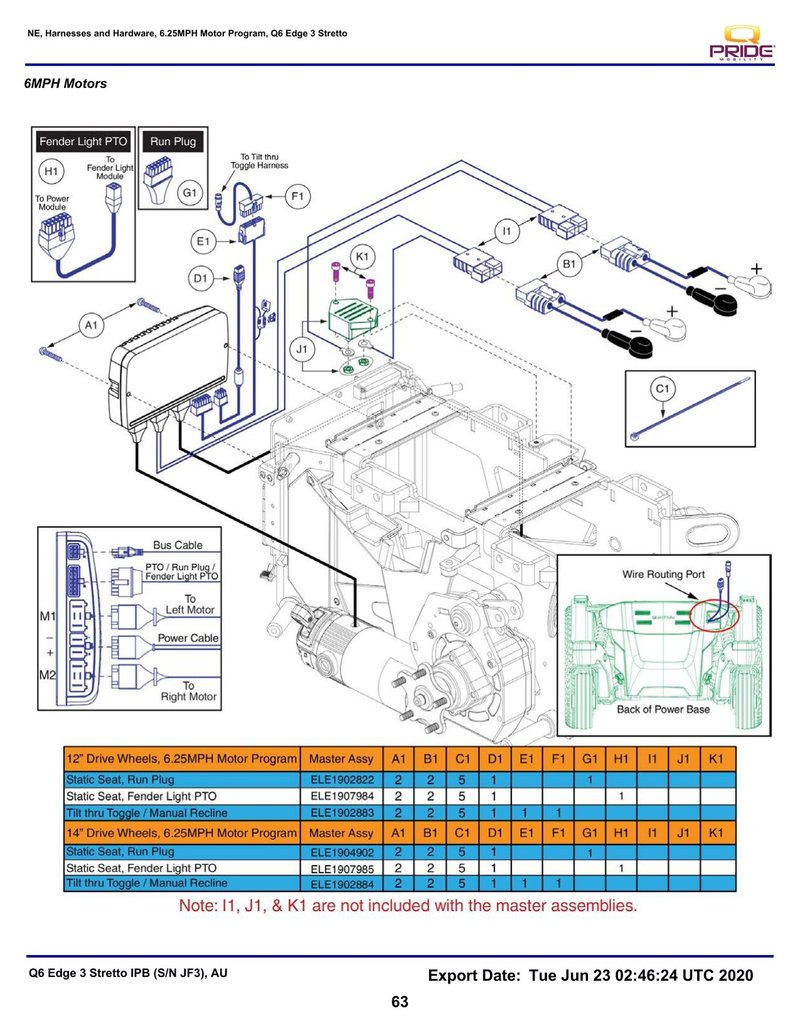 NE, Harnesses and Hardware, 6.25MPH Motor Program, Q6 Edge 3 Stretto
PRIDE
MOBILITY
6MPH Motors
Fender Light PTO
Run Plug
H1
To
Fender Light
Module
To Power
Module
G1
To Tilt thru
Toggle Harness
F1
E1
D1
K1
I1
B1
+
−
+
−
A1
J1
C1
Bus Cable
PTO / Run Plug /
Fender Light PTO
To
Left Motor
M1
−
Power Cable
+
M2
To
Right Motor
Wire Routing Port
Back of Power Base
12” Drive Wheels, 6.25MPH Motor Program Master Assy A1 B1 C1 D1 E1 F1 G1 H1 I1 J1 K1
Static Seat, Run Plug ELE1902822 2 2 5 1 1
Static Seat, Fender Light PTO ELE1907984 2 2 5 1 1
Tilt thru Toggle / Manual Recline ELE1902883 2 2 5 1 1 1
14” Drive Wheels, 6.25MPH Motor Program Master Assy A1 B1 C1 D1 E1 F1 G1 H1 I1 J1 K1
Static Seat, Run Plug ELE1904902 2 2 5 1 1
Static Seat, Fender Light PTO ELE1907985 2 2 5 1 1
Tilt thru Toggle / Manual Recline ELE1902884 2 2 5 1 1 1
Note: I1, J1, & K1 are not included with the master assemblies.
Q6 Edge 3 Stretto IPB (S/N JF3), AU
Export Date: Tue Jun 23 02:46:24 UTC 2020
63